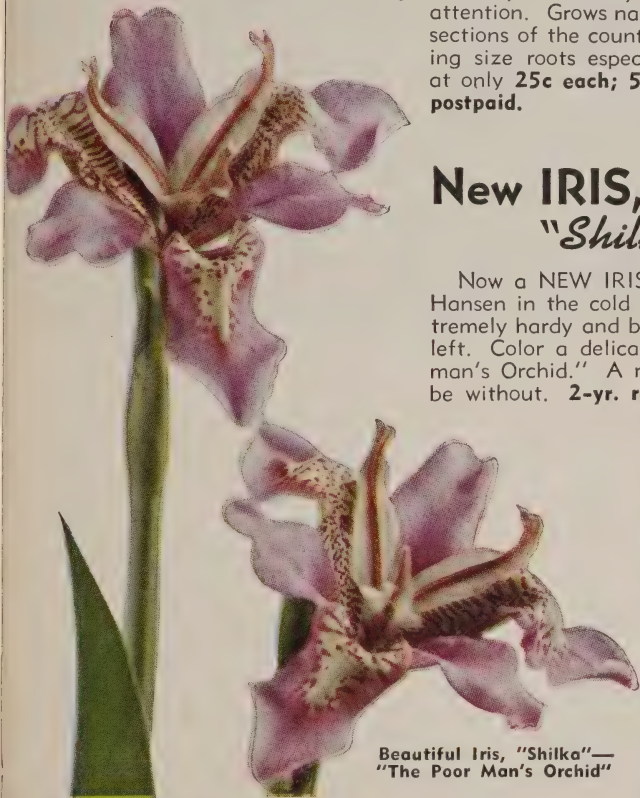 attention. Grows na
sections of the count
ing size roots espec
at only 25c each; 5
postpaid.
New IRIS,
"Shil
Now a NEW IRIS
Hansen in the cold
tremely hardy and b
left. Color a delica
man's Orchid." A r
be without. 2-yr. r
Beautiful Iris, "Shilka"—
"The Poor Man's Orchid"